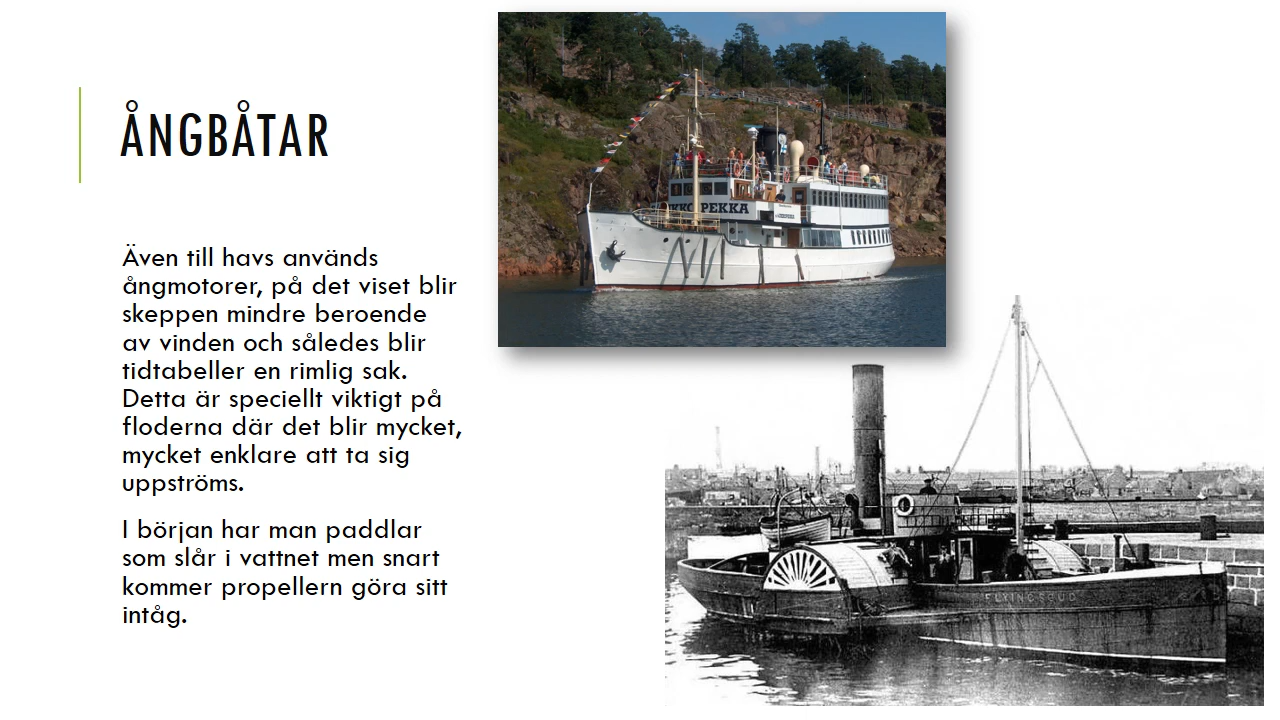 ÅNGBÅTAR
Även till havs används
ångmotorer, på det viset blir
skeppen mindre beroende
av vinden och således blir
tidtabeller en rimlig sak.
Detta är speciellt viktigt på
floderna där det blir mycket,
mycket enklare att ta sig
uppströms.
I början har man paddlar
som slår i vattnet men snart
kommer propellern göra sitt
intåg.
KKO PEKKA